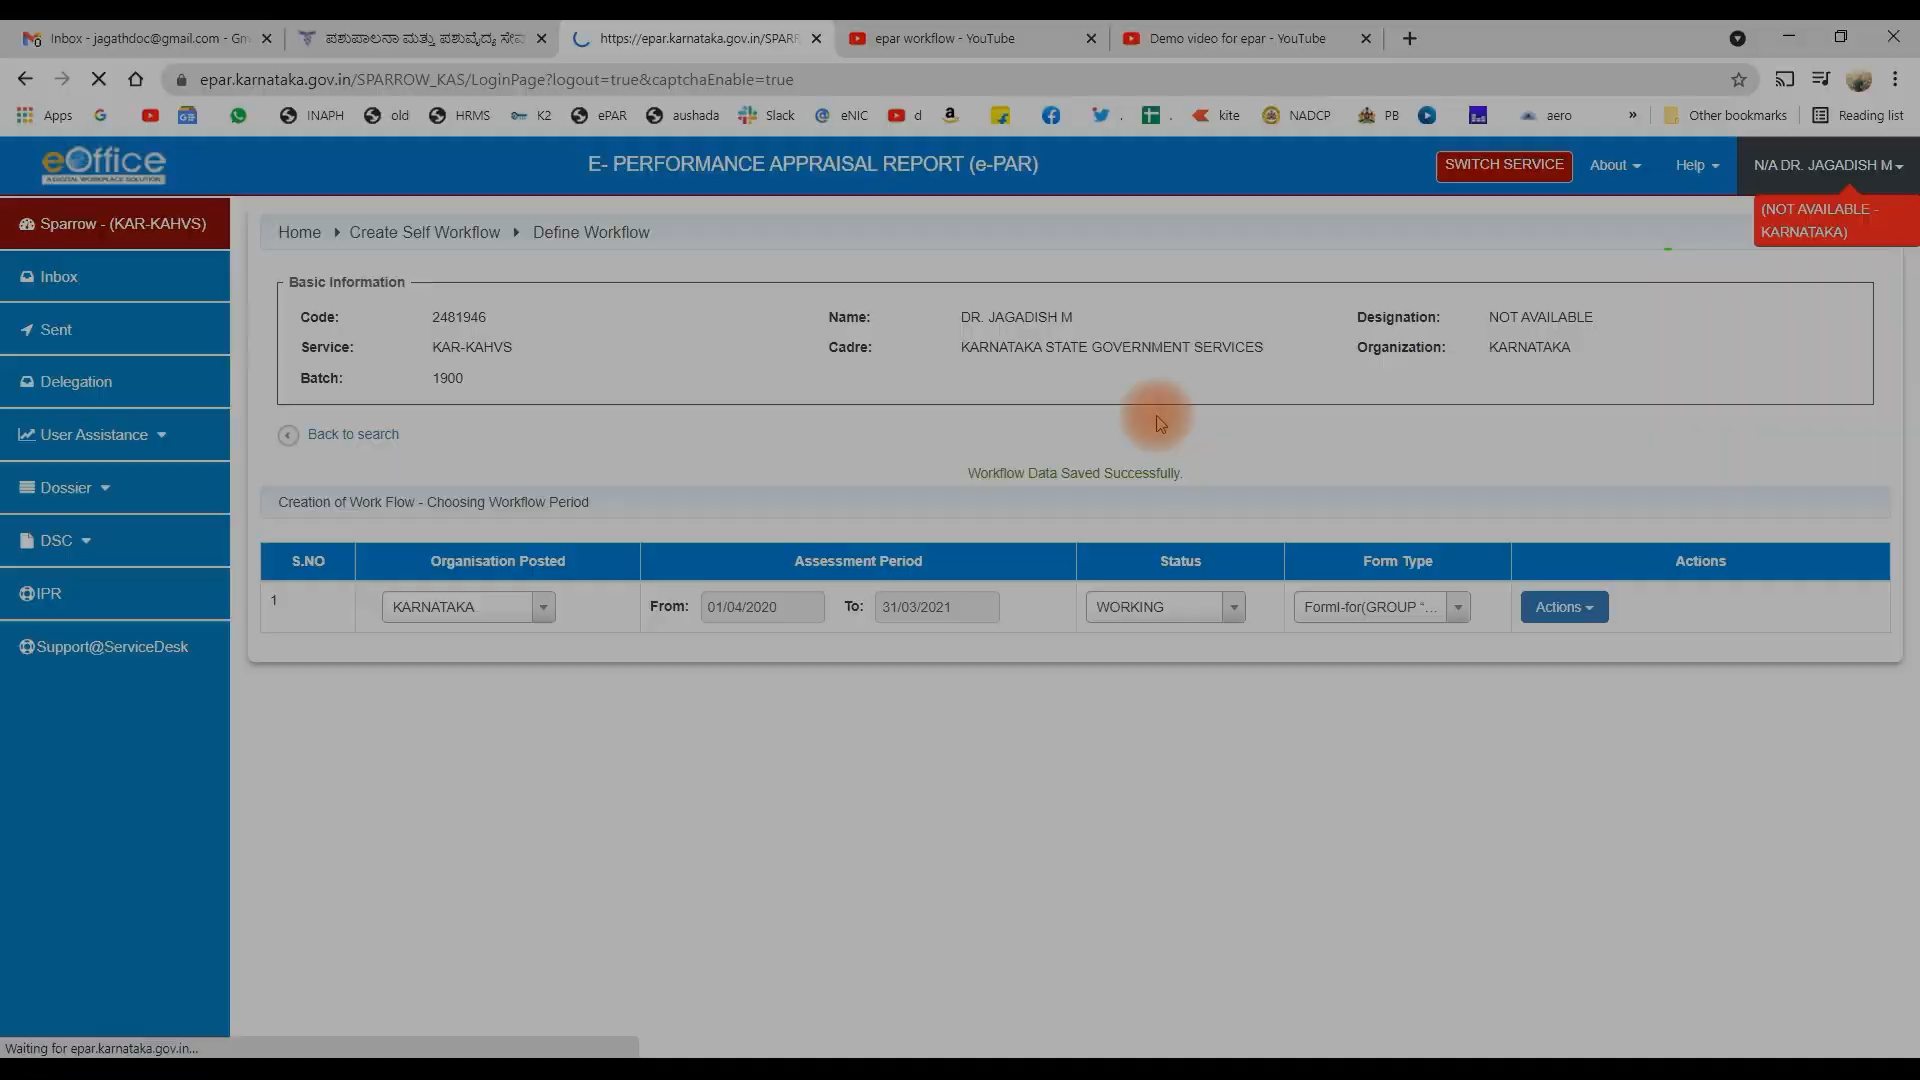 Inbox - jagathdoc@gmail.com - Gm
ಪಶುಪಾಲನಾ ಮತ್ತು ಪಶುವೈದ್ಯ ಸೇವ
https://epar.karnataka.gov.in/SPARR
epar workflow - YouTube
Demo video for epar - YouTube
epar.karnataka.gov.in/SPARROW_KAS/LoginPage?logout=true&captchaEnable=true
Apps INAPH old HRMS K2 ePAR aushada Slack eNIC d . . kite NADCP PB aero » Other bookmarks Reading list
eOffice
A DIGITAL WORKPLACE SOLUTION
E- PERFORMANCE APPRAISAL REPORT (e-PAR)
SWITCH SERVICE About Help N/A DR. JAGADISH M
(NOT AVAILABLE -
KARNATAKA)
Sparrow - (KAR-KAHVS)
Inbox
Sent
Delegation
User Assistance
Dossier
DSC
IPR
Support@ServiceDesk
Home Create Self Workflow Define Workflow
Basic Information
Code: 2481946 Name: DR. JAGADISH M Designation: NOT AVAILABLE
Service: KAR-KAHVS Cadre: KARNATAKA STATE GOVERNMENT SERVICES Organization: KARNATAKA
Batch: 1900
Back to search
Workflow Data Saved Successfully.
Creation of Work Flow - Choosing Workflow Period
S.NO Organisation Posted Assessment Period Status Form Type Actions
1 KARNATAKA From: 01/04/2020 To: 31/03/2021 WORKING FormI-for(GROUP “... Actions
Waiting for epar.karnataka.gov.in...